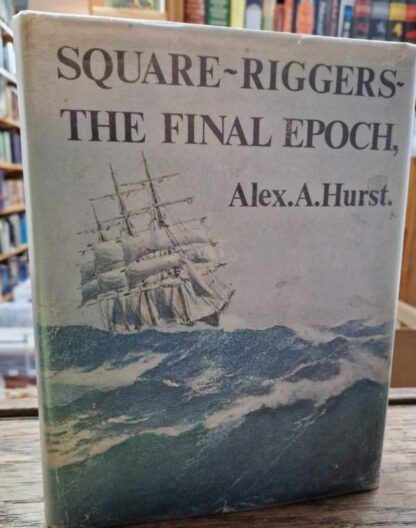 SQUARE~RIGGERS~
THE FINAL EPOCH,
Alex.A.Hurst.